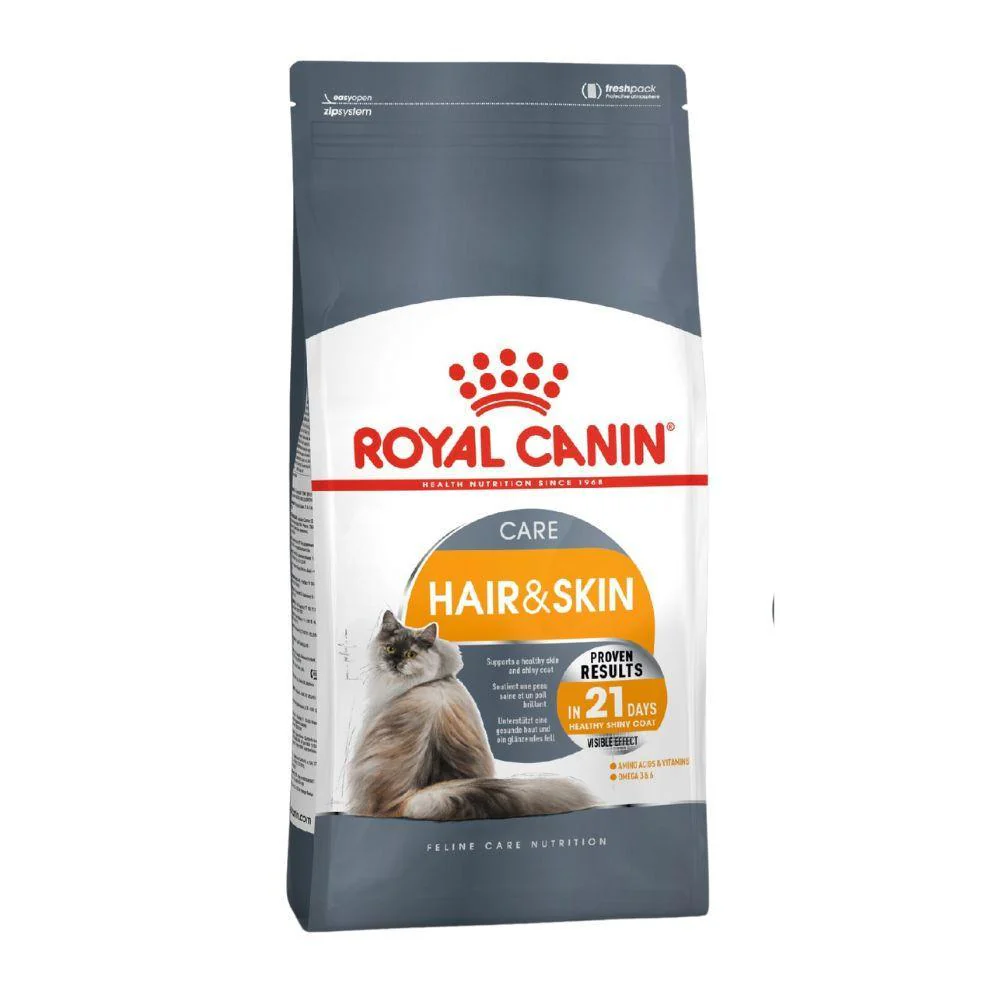 easyopen
zipsystem
freshpack
Protective atmosphere
ROYAL CANIN®
HEALTH NUTRITION SINCE 1968
CARE
HAIR&SKIN
Supports a healthy skin
and shiny coat
Soutient une peau
saine et un poil
brillant
Unterstützt eine
gesunde haut und
ein glänzendes fell
PROVEN
RESULTS
IN 21 DAYS
HEALTHY SHINY COAT
VISIBLE EFFECT
AMINO ACIDS & VITAMINS
OMEGA 3 & 6
FELINE CARE NUTRITION